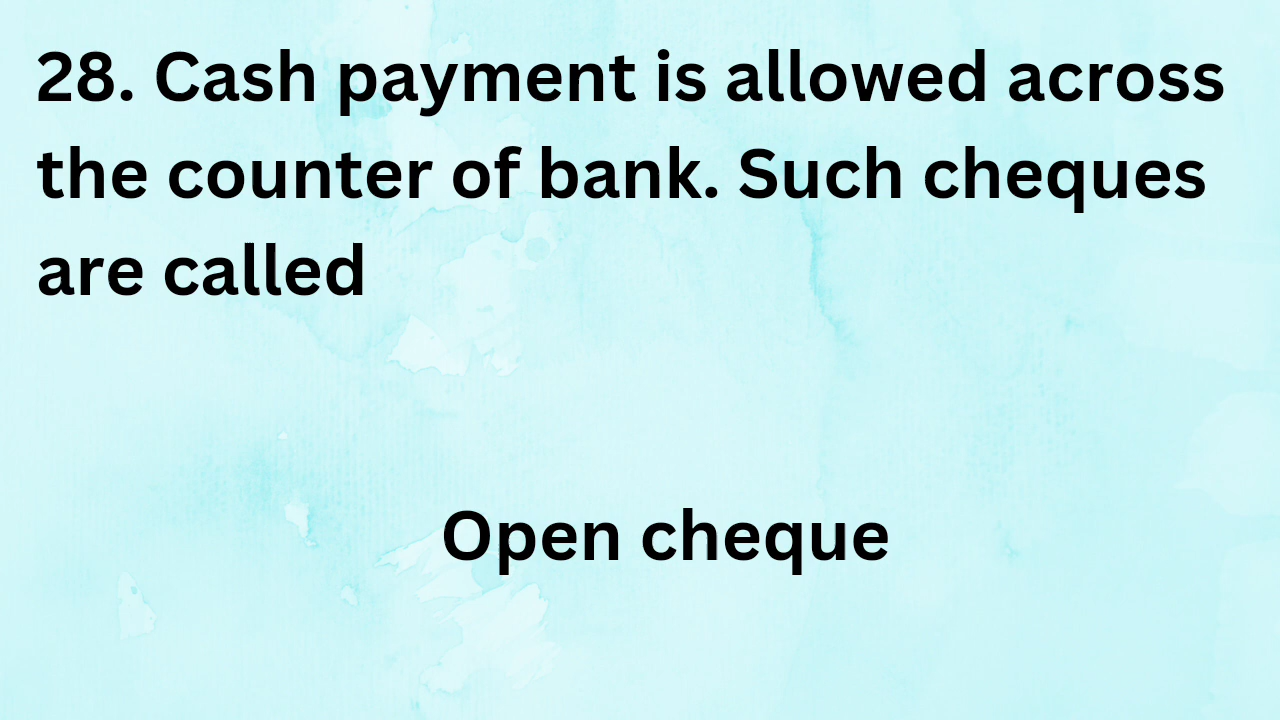 28. Cash payment is allowed across
the counter of bank. Such cheques
are called
Open cheque